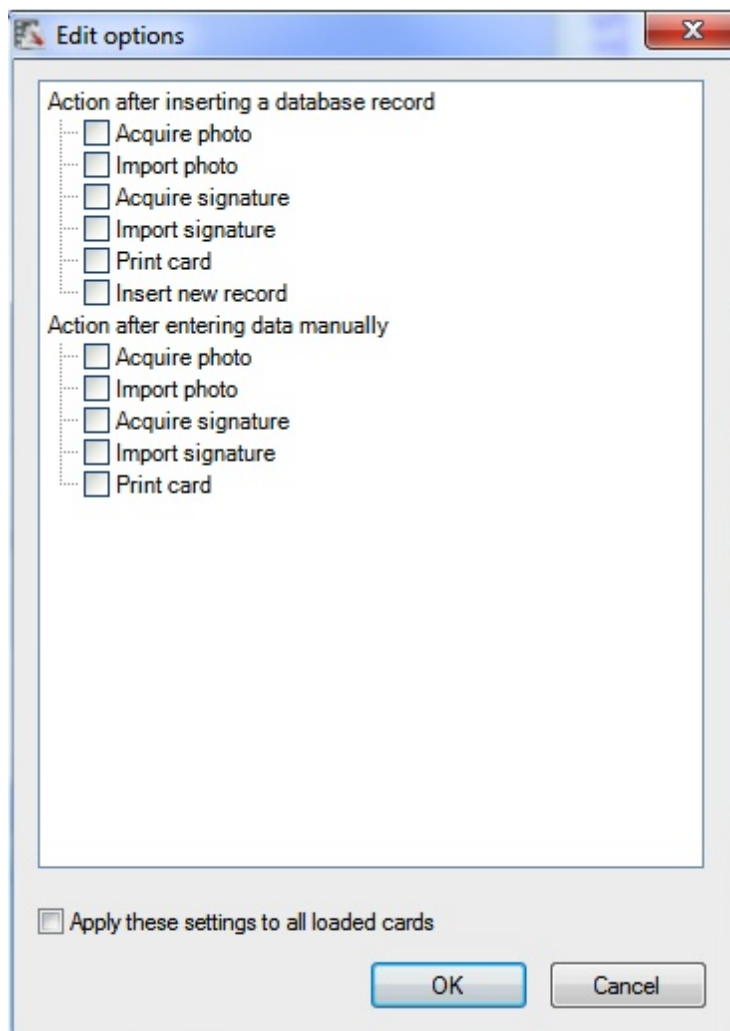 Edit options
Action after inserting a database record
Acquire photo
Import photo
Acquire signature
Import signature
Print card
Insert new record
Action after entering data manually
Acquire photo
Import photo
Acquire signature
Import signature
Print card
Apply these settings to all loaded cards
OK Cancel